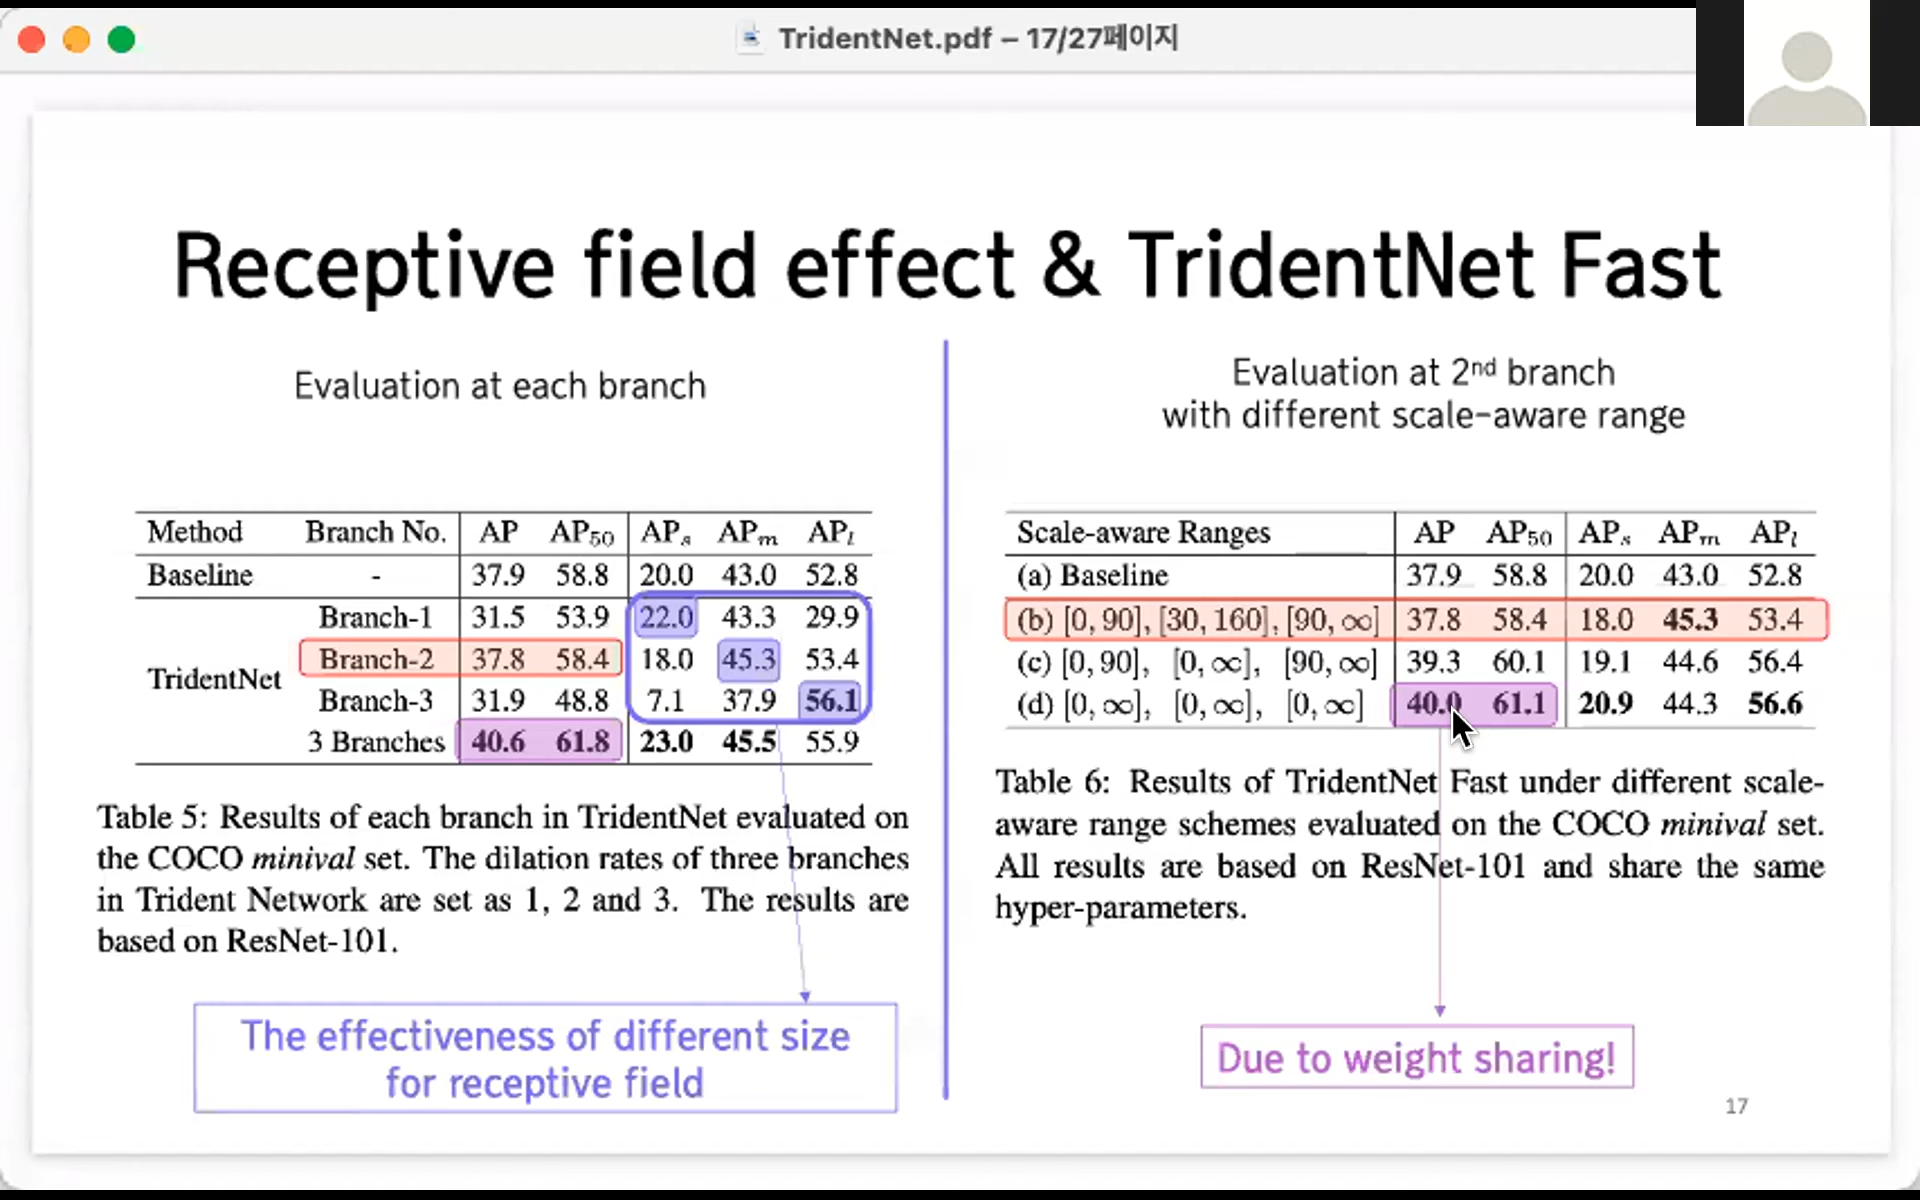 TridentNet.pdf – 17/27페이지
Receptive field effect & TridentNet Fast
Evaluation at each branch
Method Branch No. AP AP50 APs APm APl
Baseline - 37.9 58.8 20.0 43.0 52.8
TridentNet
Branch-1 31.5 53.9 22.0 43.3 29.9
Branch-2 37.8 58.4 18.0 45.3 53.4
Branch-3 31.9 48.8 7.1 37.9 56.1
3 Branches 40.6 61.8 23.0 45.5 55.9
Table 5: Results of each branch in TridentNet evaluated on
the COCO minival set. The dilation rates of three branches
in Trident Network are set as 1, 2 and 3. The results are
based on ResNet-101.
The effectiveness of different size
for receptive field
Evaluation at 2nd branch
with different scale-aware range
Scale-aware Ranges AP AP50 APs APm APl
(a) Baseline 37.9 58.8 20.0 43.0 52.8
(b) [0, 90], [30, 160], [90, ∞] 37.8 58.4 18.0 45.3 53.4
(c) [0, 90], [0, ∞], [90, ∞] 39.3 60.1 19.1 44.6 56.4
(d) [0, ∞], [0, ∞], [0, ∞] 40.0 61.1 20.9 44.3 56.6
Table 6: Results of TridentNet Fast under different scale-
aware range schemes evaluated on the COCO minival set.
All results are based on ResNet-101 and share the same
hyper-parameters.
Due to weight sharing!
17